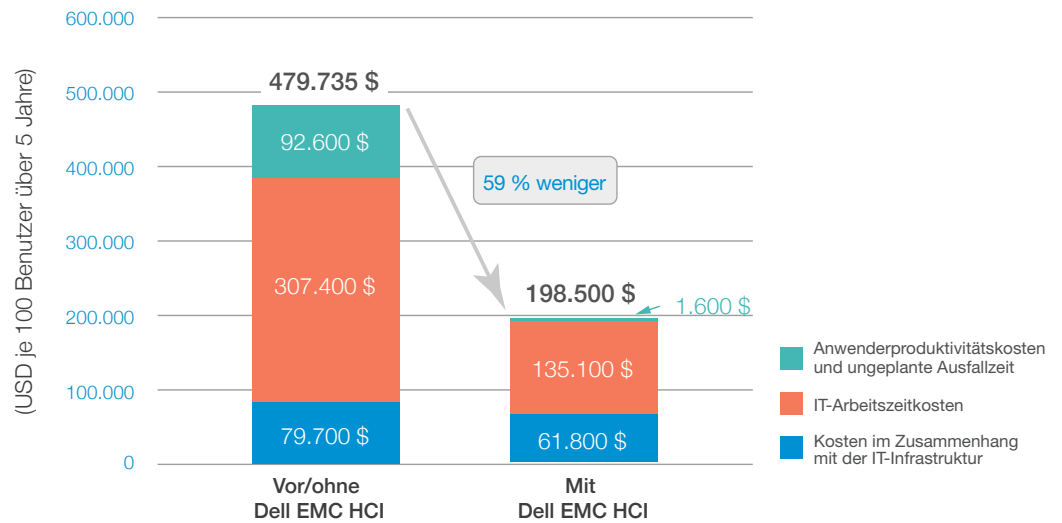 (USD je 100 Benutzer über 5 Jahre)
600.000
500.000
400.000
300.000
200.000
100.000
0
479.735 $
92.600 $
307.400 $
79.700 $
59 % weniger
198.500 $
1.600 $
135.100 $
61.800 $
Vor/ohne
Dell EMC HCI
Mit
Dell EMC HCI
Anwenderproduktivitätskosten
und ungeplante Ausfallzeit
IT-Arbeitszeitkosten
Kosten im Zusammenhang
mit der IT-Infrastruktur